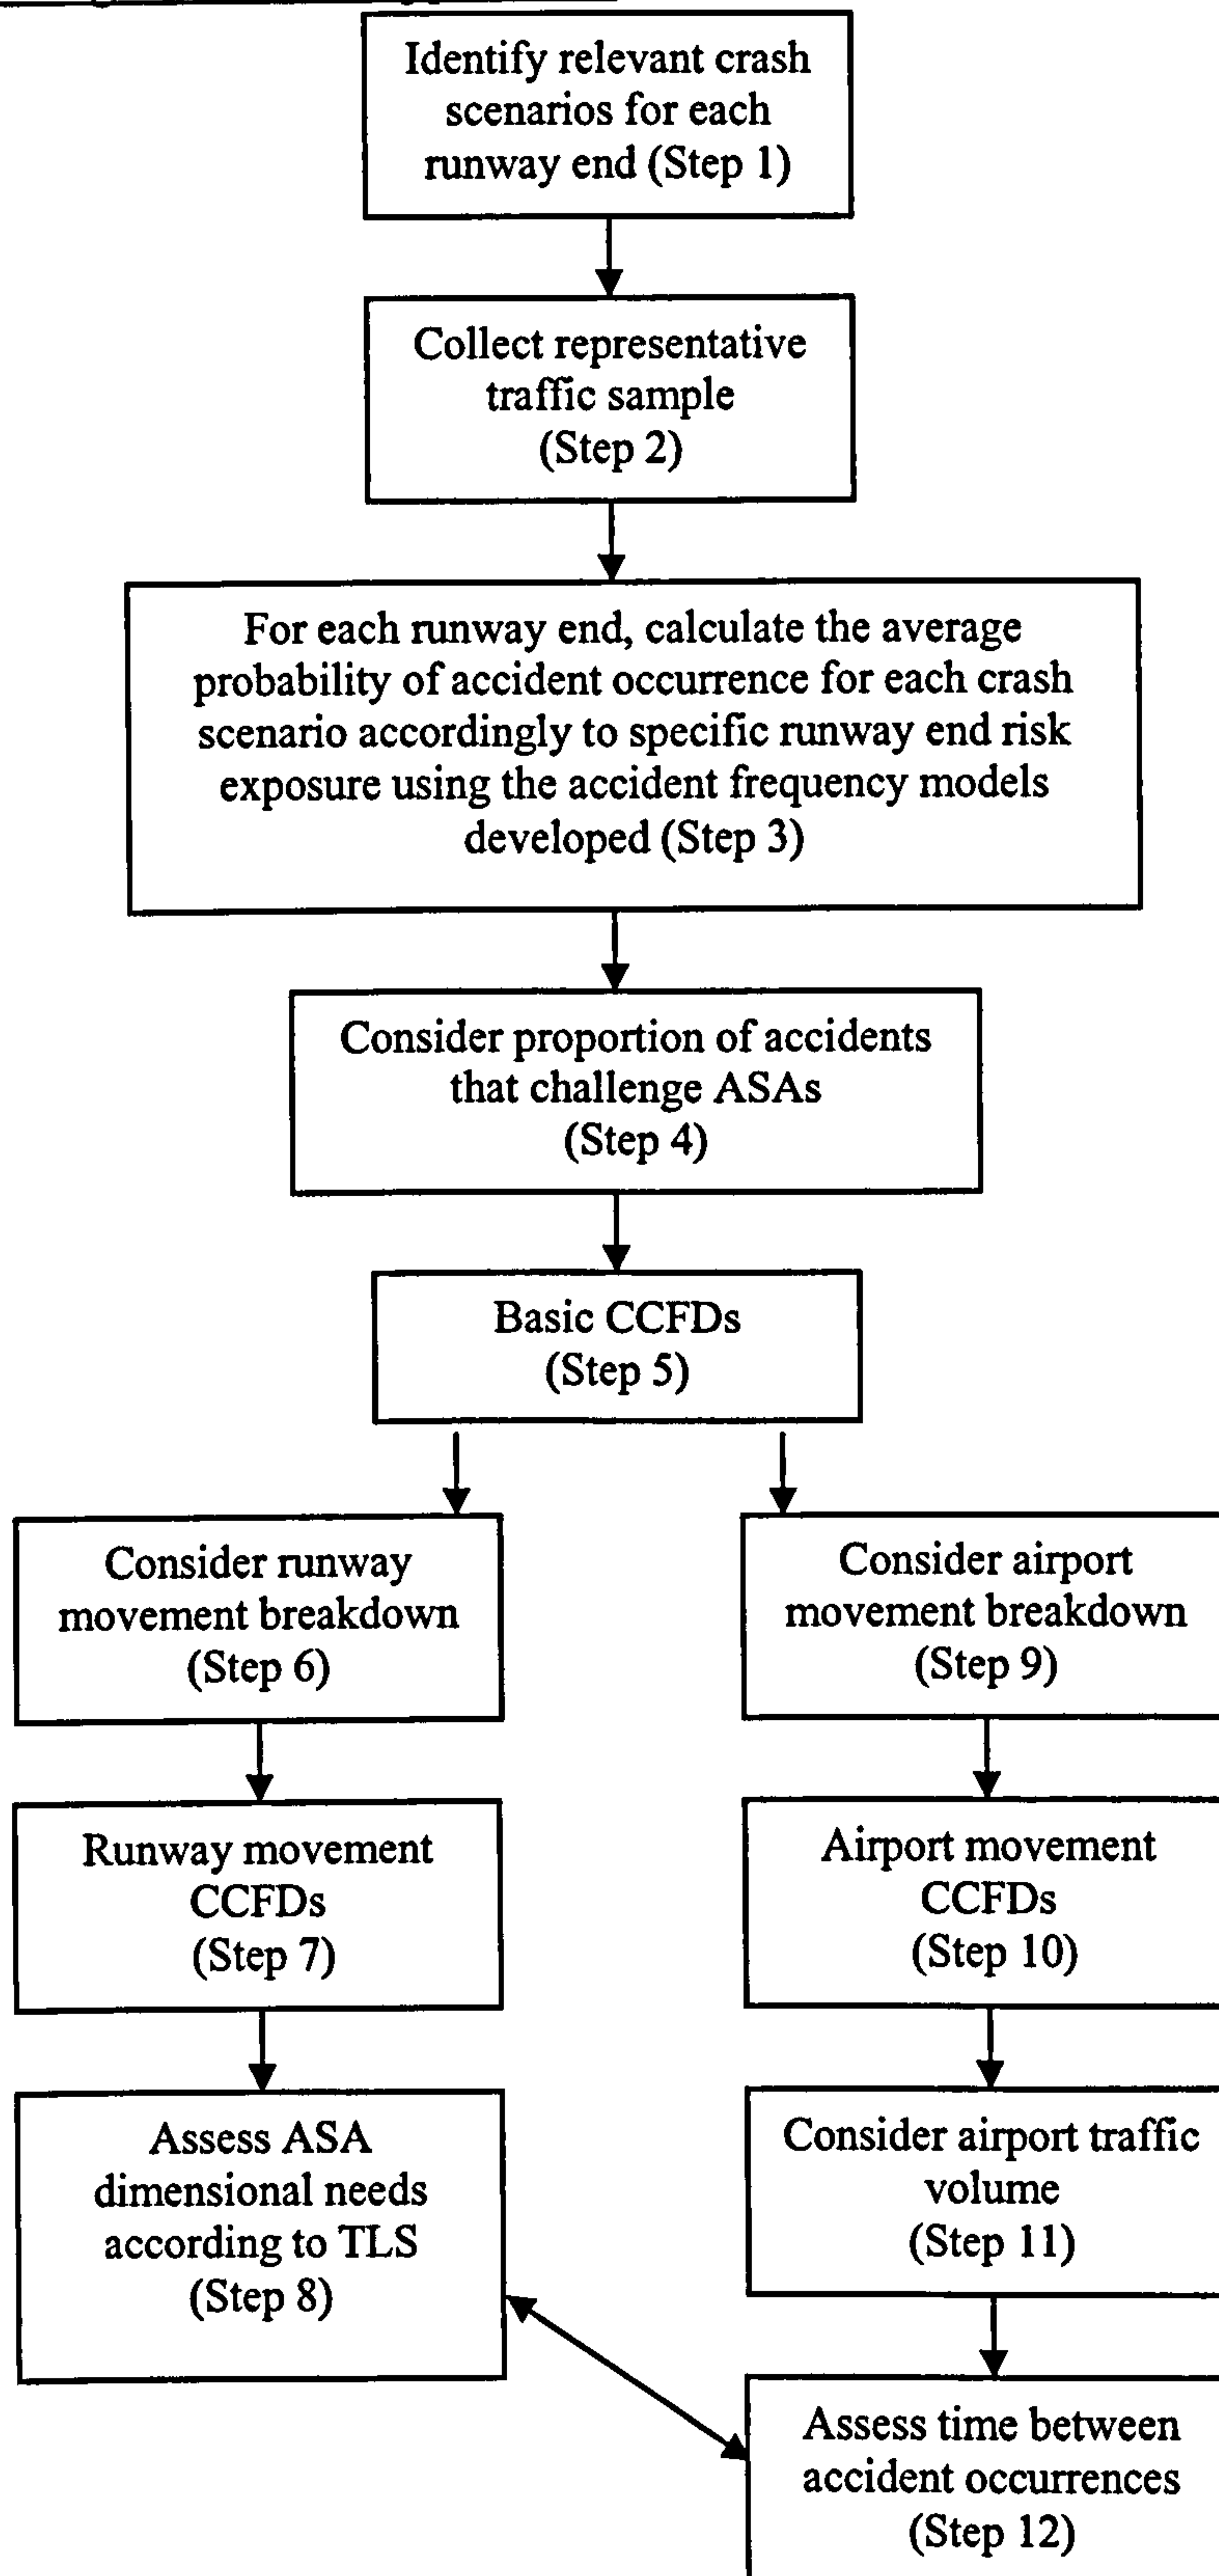 Identify relevant crash
scenarios for each
runway end (Step 1)
Collect representative
traffic sample
(Step 2)
For each runway end, calculate the average
probability of accident occurrence for each crash
scenario accordingly to specific runway end risk
exposure using the accident frequency models
developed (Step 3)
Consider proportion of accidents
that challenge ASAs
(Step 4)
Basic CCFDs
(Step 5)
Consider runway
movement breakdown
(Step 6)
Runway movement
CCFDs
(Step 7)
Assess ASA
dimensional needs
according to TLS
(Step 8)
Consider airport
movement breakdown
(Step 9)
Airport movement
CCFDs
(Step 10)
Consider airport traffic
volume
(Step 11)
Assess time between
accident occurrences
(Step 12)